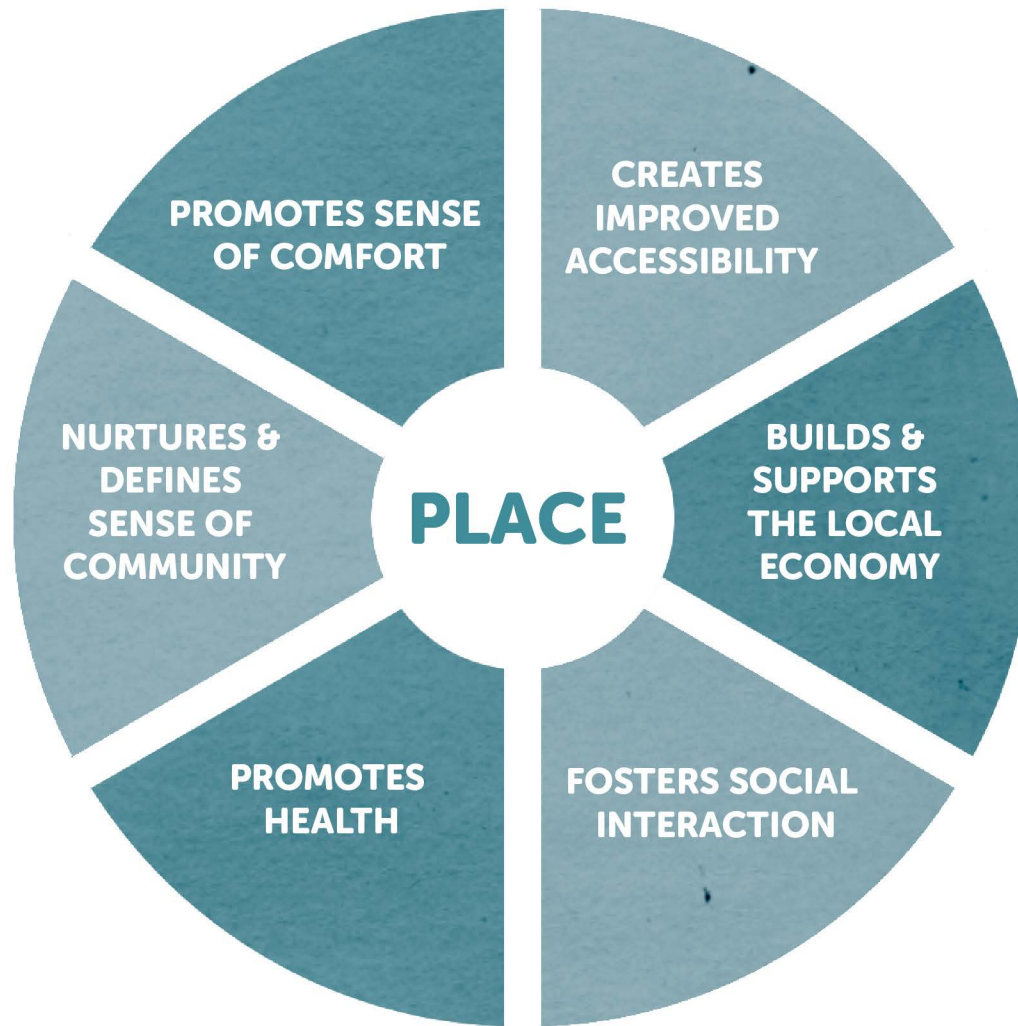 CREATES
IMPROVED
ACCESSIBILITY
BUILDS &
SUPPORTS
THE LOCAL
ECONOMY
FOSTERS SOCIAL
INTERACTION
PROMOTES
HEALTH
NURTURES &
DEFINES
SENSE OF
COMMUNITY
PROMOTES SENSE
OF COMFORT
PLACE